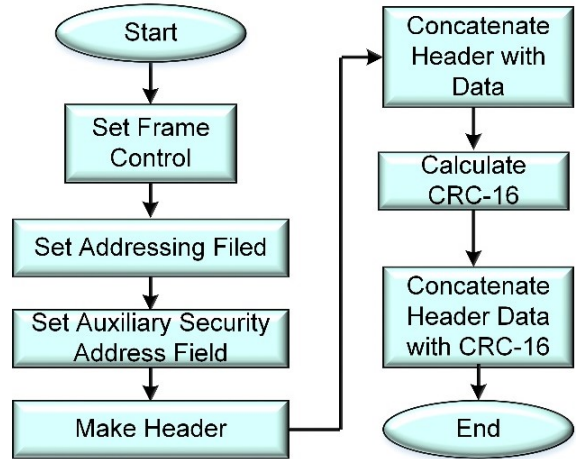 Start
Set Frame
Control
Set Addressing Filed
Set Auxiliary Security
Address Field
Make Header
Concatenate
Header with
Data
Calculate
CRC-16
Concatenate
Header Data
with CRC-16
End